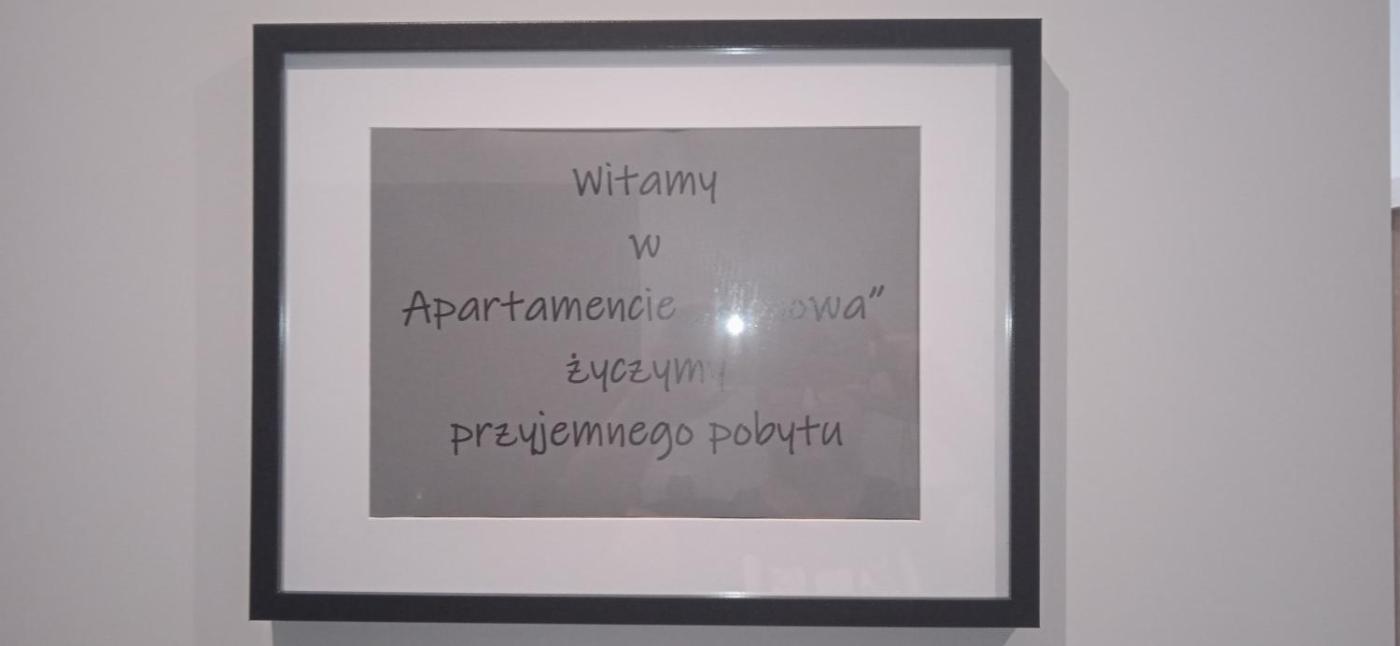 Witamy
w
Apartamencie
życzymy
przyjemnego pobytu